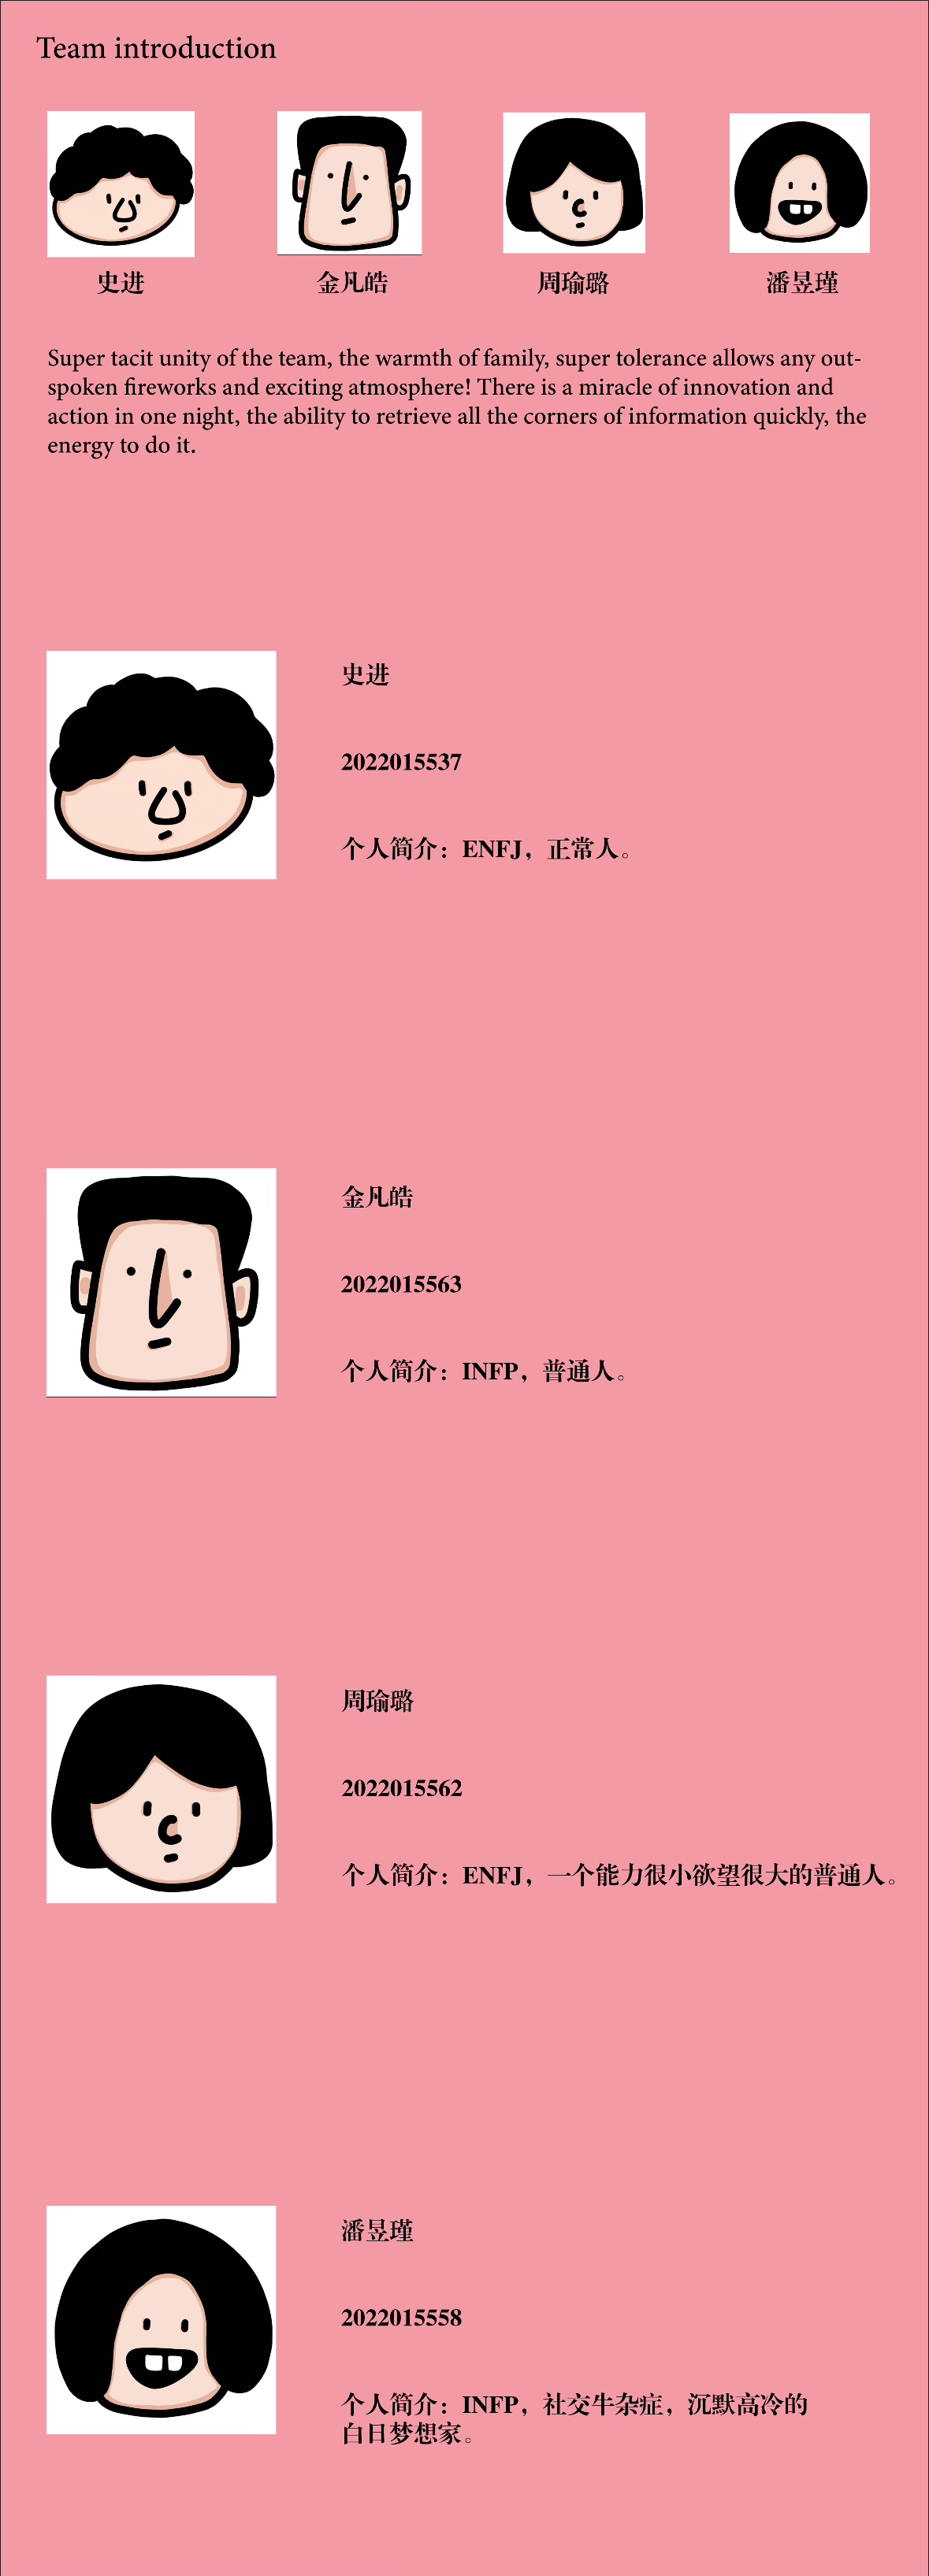 Team introduction
史进
金凡皓
周瑜璐
潘昱瑾
Super tacit unity of the team, the warmth of family, super tolerance allows any out-
spoken fireworks and exciting atmosphere! There is a miracle of innovation and
action in one night, the ability to retrieve all the corners of information quickly, the
energy to do it.
史进
2022015537
个人简介：ENFJ，正常人。
金凡皓
2022015563
个人简介：INFP，普通人。
周瑜璐
2022015562
个人简介：ENFJ，一个能力很小欲望很大的普通人。
潘昱瑾
2022015558
个人简介：INFP，社交牛杂症，沉默高冷的
白日梦想家。